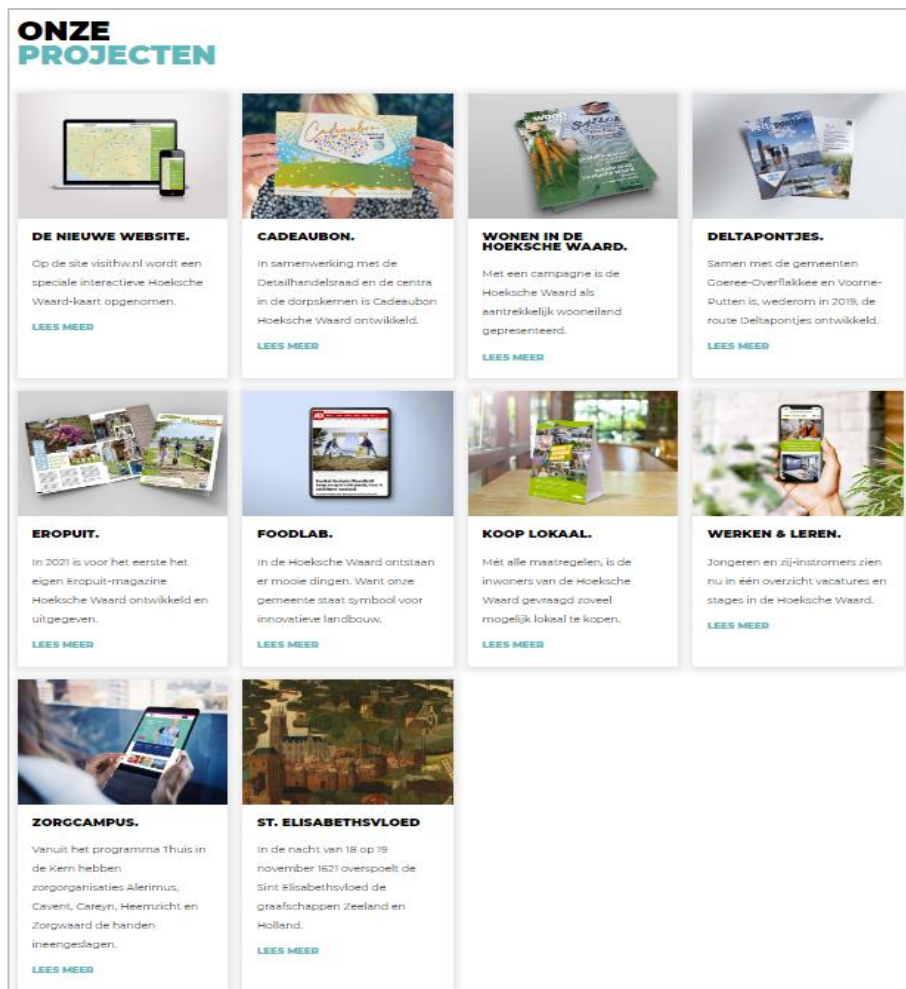 ONZE
PROJECTEN
Cadeaubon
DE NIEUWE WEBSITE.
Op de site visithw.nl wordt een
speciale interactieve Hoeksche
Waard-kaart opgenomen.
LEES MEER
CADEAUBON.
In samenwerking met de
Detailhandelsraad en de centra
in de dorpskernen is Cadeaubon
Hoeksche Waard ontwikkeld.
LEES MEER
WONEN IN DE
HOEKSCHE WAARD.
Met een campagne is de
Hoeksche Waard als
aantrekkelijk wooneiland
gepresenteerd.
LEES MEER
DELTAPONTJES.
Samen met de gemeenten
Goeree-Overflakkee en Voorne-
Putten is, wederom in 2019, de
route Deltapontjes ontwikkeld.
LEES MEER
EROPUIT.
In 2021 is voor het eerste het
eigen Eropuit-magazine
Hoeksche Waard ontwikkeld en
uitgegeven.
LEES MEER
FOODLAB.
In de Hoeksche Waard ontstaan
er mooie dingen. Want onze
gemeente staat symbool voor
innovatieve landbouw.
LEES MEER
KOOP LOKAAL.
Mét alle maatregelen, is de
inwoners van de Hoeksche
Waard gevraagd zoveel
mogelijk lokaal te kopen.
LEES MEER
WERKEN & LEREN.
Jongeren en zij-instromers zien
nu in één overzicht vacatures en
stages in de Hoeksche Waard.
LEES MEER
ZORGCAMPUS.
Vanuit het programma Thuis in
de Kern hebben
zorgorganisaties Alerimus,
Cavent, Careyn, Heemzicht en
Zorgwaard de handen
ineengeslagen.
LEES MEER
ST. ELISABETHSVLOED
In de nacht van 18 op 19
november 1621 overspoelt de
Sint Elisabethsvloed de
graafschappen Zeeland en
Holland.
LEES MEER